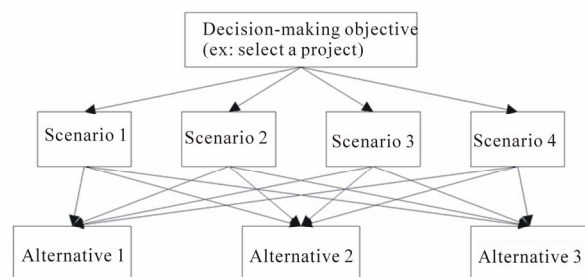 Decision-making objective
(ex: select a project)
Scenario 1
Scenario 2
Scenario 3
Scenario 4
Alternative 1
Alternative 2
Alternative 3